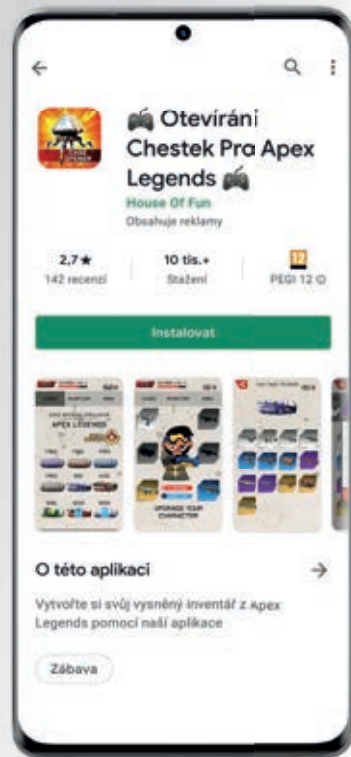 🎮 Otevírání
Chestek Pro Apex
Legends 🎮
House Of Fun
Obsahuje reklamy
2,7★
142 recenzí
10 tis.+
Stažení
12
PEGI 12
Instalovat
APEX LEGENDS
UPGRADE YOUR
CHARACTER
O této aplikaci
Vytvořte si svůj vysněný inventář z Apex
Legends pomocí naší aplikace
Zábava